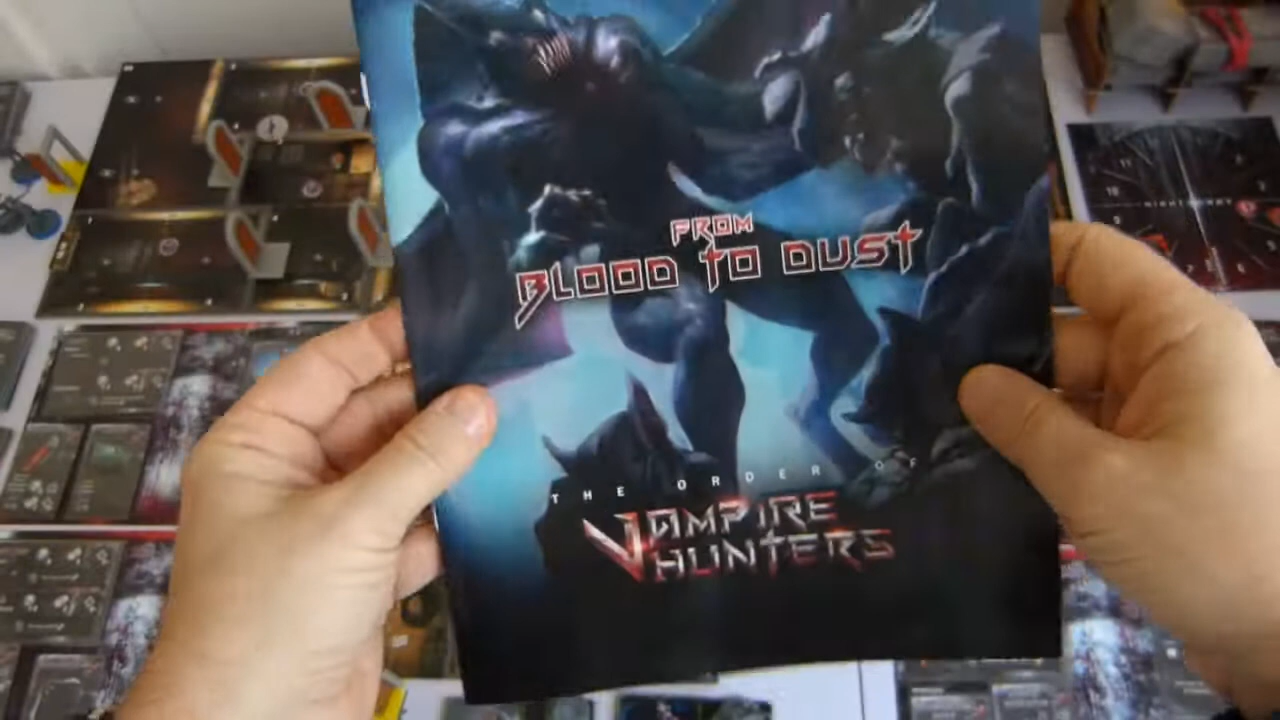 FROM
BLOOD TO DUST
THE ORDER OF
VAMPIRE
HUNTERS